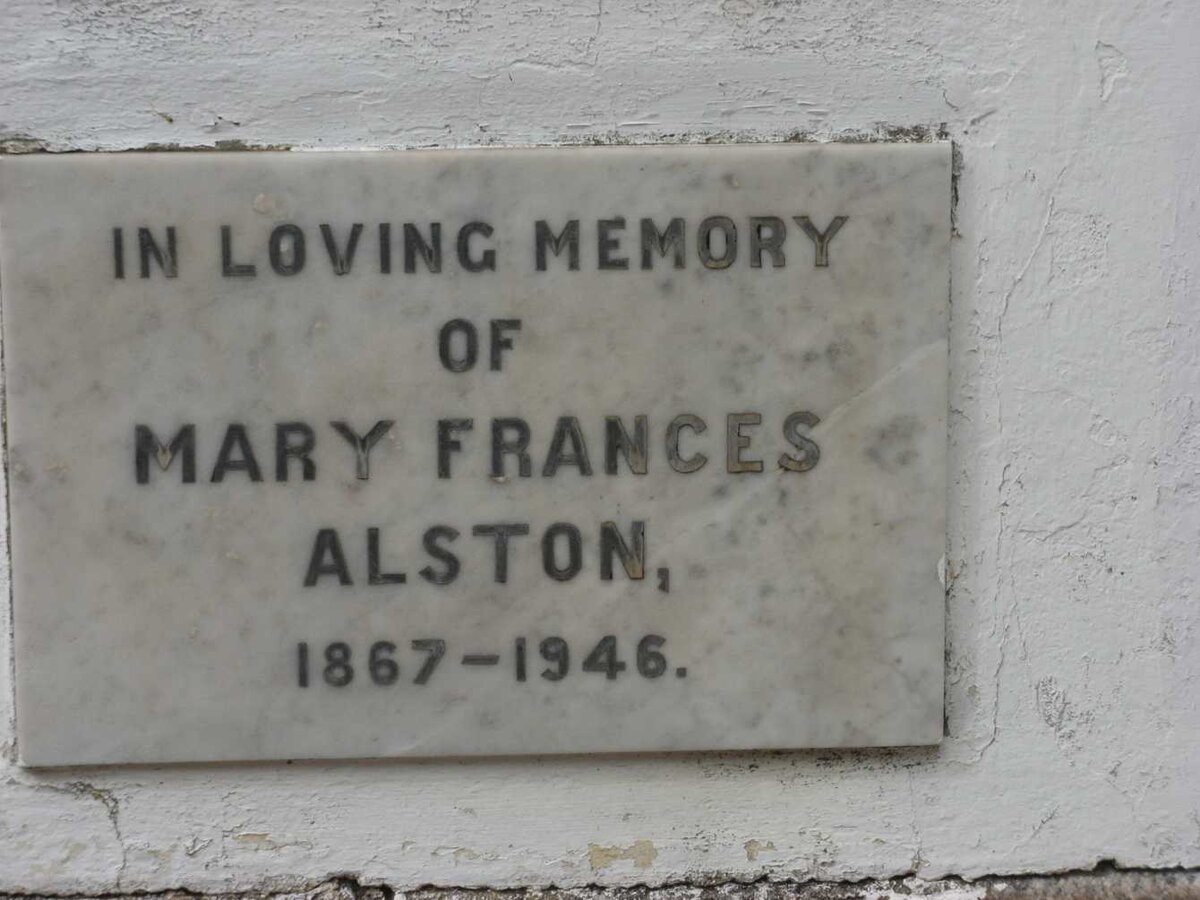 IN LOVING MEMORY
OF
MARY FRANCES
ALSTON,
1867-1946.